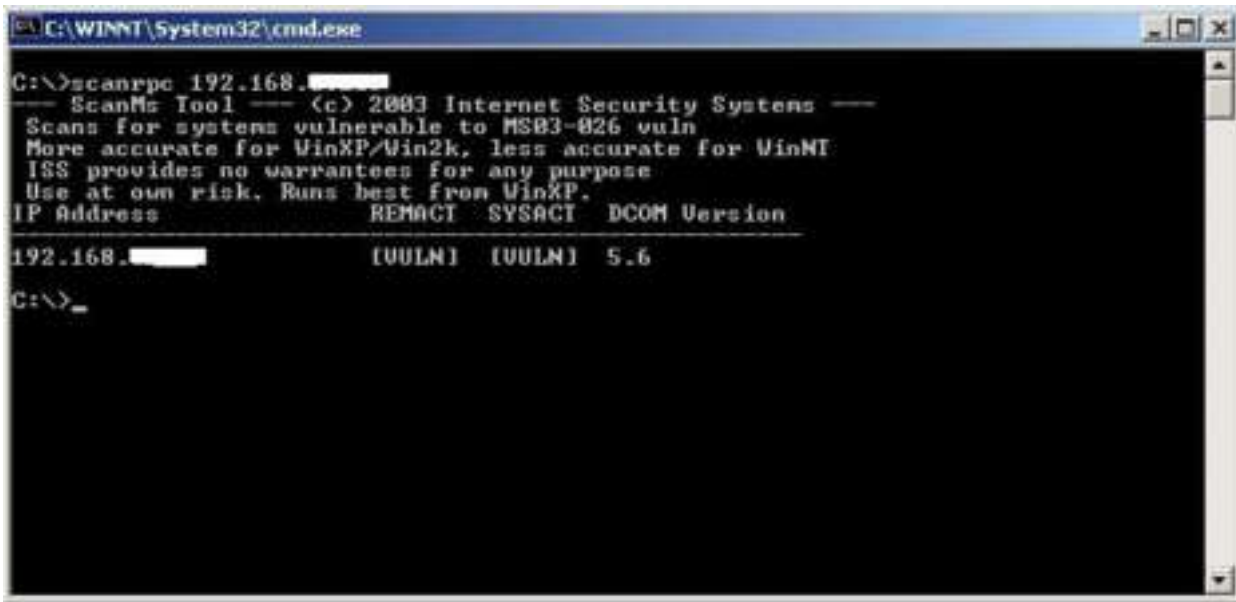 C:\WINNT\System32\cmd.exe
C:\>scanrpc 192.168.
--- ScanMs Tool --- (c) 2003 Internet Security Systems ---
Scans for systems vulnerable to MS03-026 vuln
More accurate for WinXP/Win2k, less accurate for WinNT
ISS provides no warrantees for any purpose
Use at own risk. Runs best from WinXP.
IP Address REMACT SYSACT DCOM Version
192.168. [VULN] [VULN] 5.6
C:\>_